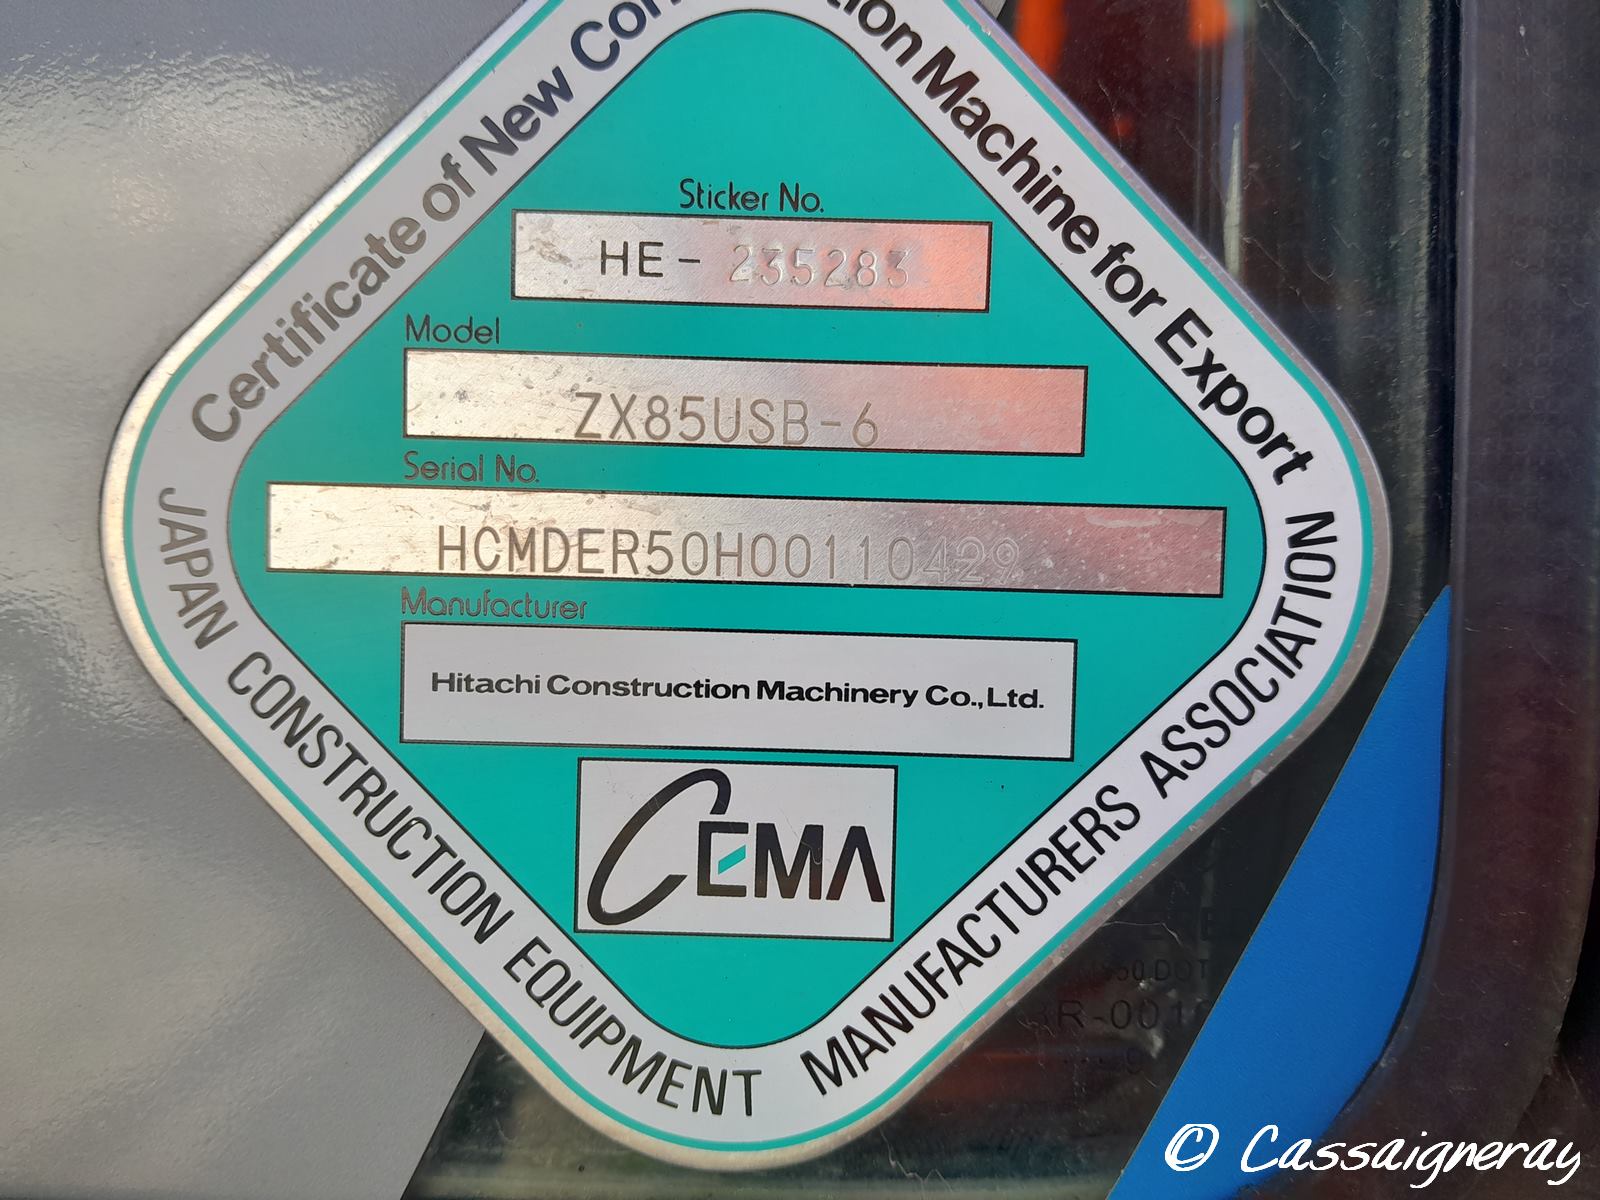 Certificate of New Con tion Machine for Export
Sticker No.
HE- 235283
Model
ZX85USB-6
Serial No.
HCMDER50H00110429
Manufacturer
Hitachi Construction Machinery Co.,Ltd.
CEMA
JAPAN CONSTRUCTION EQUIPMENT MANUFACTURERS ASSOCIATION
© Cassaigneray